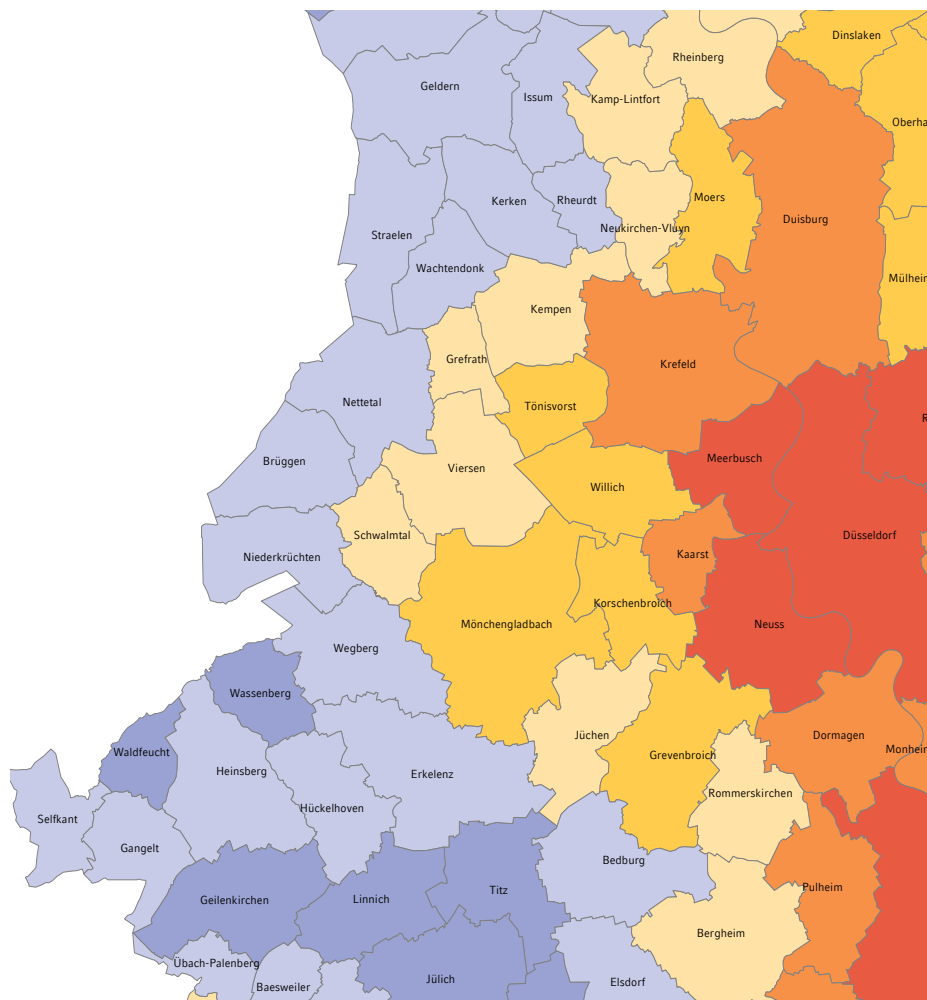 Dinslaken
Rheinberg
Geldern
Issum
Kamp-Lintfort
Oberha
Moers
Kerken
Rheurdt
Duisburg
Neukirchen-Vluyn
Straelen
Wachtendonk
Mülhei
Kempen
Grefrath
Krefeld
Nettetal
Tönisvorst
R
Meerbusch
Brüggen
Viersen
Willich
Schwalmtal
Düsseldorf
Kaarst
Niederkrüchten
Korschenbroich
Mönchengladbach
Neuss
Wegberg
Wassenberg
Jüchen
Dormagen
Waldfeucht
Monhei
Grevenbroich
Heinsberg
Erkelenz
Rommerskirchen
Hückelhoven
Selfkant
Gangelt
Bedburg
Pulheim
Titz
Linnich
Geilenkirchen
Bergheim
Übach-Palenberg
Jülich
Elsdorf
Baesweiler